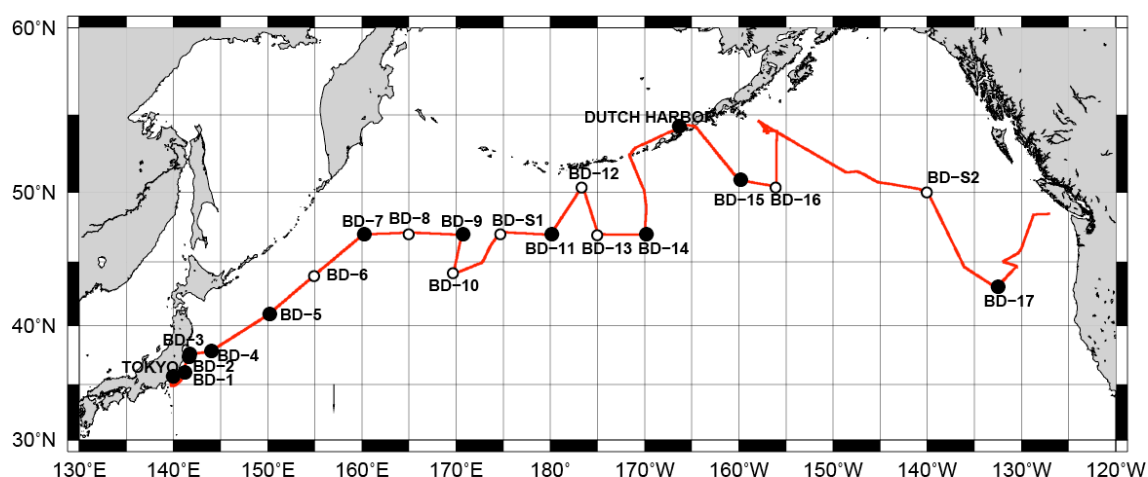 60°N
DUTCH HARBOR
BD-12
50°N
BD-S2
BD-7
BD-8
BD-9
BD-S1
BD-15
BD-16
BD-11
BD-13
BD-14
BD-6
BD-10
BD-17
BD-5
40°N
BD-3
BD-4
TOKYO
BD-2
BD-1
30°N
130°E
140°E
150°E
160°E
170°E
180°
170°W
160°W
150°W
140°W
130°W
120°W